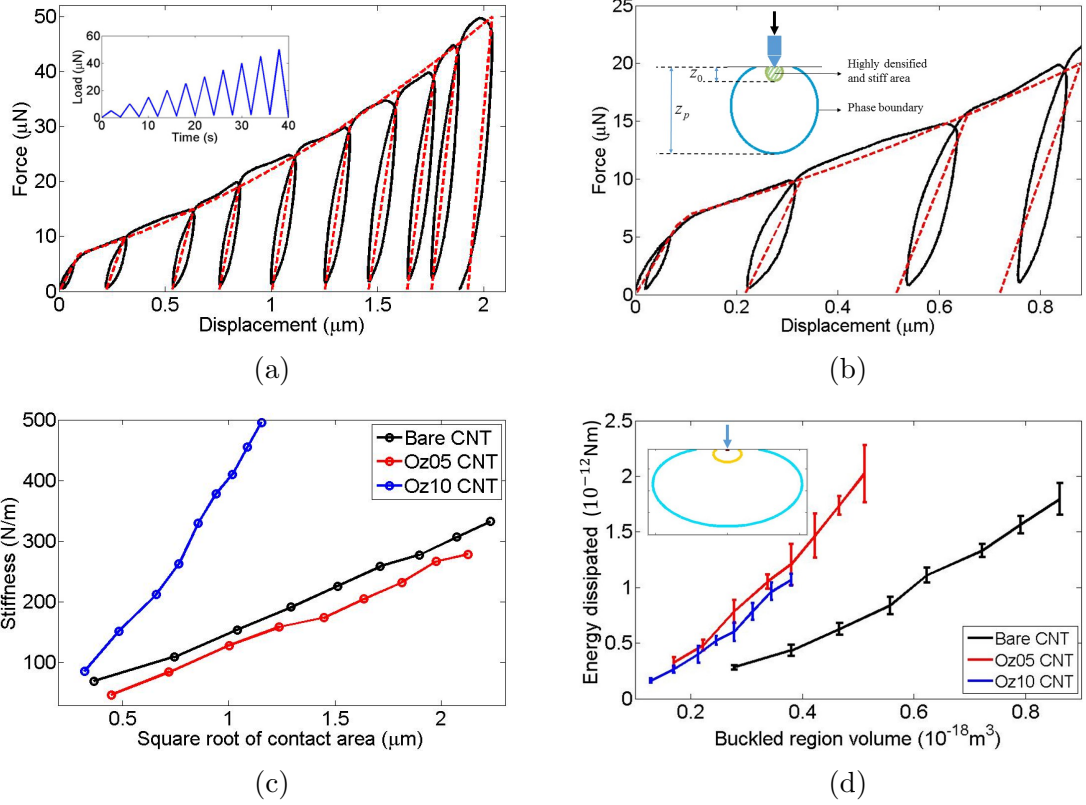 50
40
30
20
10
0
Force (μN)
0
0.5
1
1.5
2
Displacement (μm)
60
40
20
0
Load (μN)
0
10
20
30
40
Time (s)
(a)
25
20
15
10
5
0
Force (μN)
0
0.2
0.4
0.6
0.8
Displacement (μm)
z₀
zₚ
Highly densified
and stiff area
Phase boundary
(b)
500
400
300
200
100
Stiffness (N/m)
0.5
1
1.5
2
Square root of contact area (μm)
Bare CNT
Oz05 CNT
Oz10 CNT
(c)
2.5
2
1.5
1
0.5
0
Energy dissipated (10⁻¹²Nm)
0.2
0.4
0.6
0.8
Buckled region volume (10⁻¹⁸m³)
Bare CNT
Oz05 CNT
Oz10 CNT
(d)